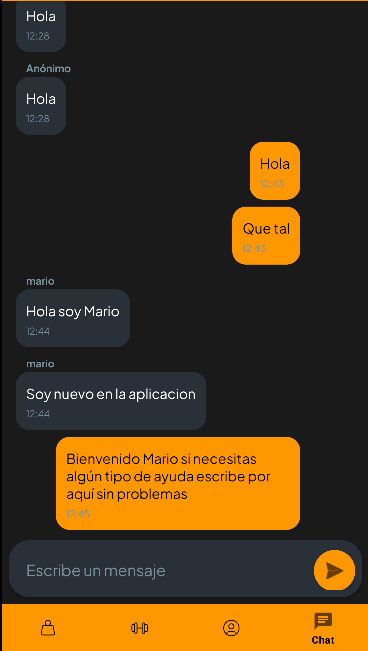 Hola
12:28
Anónimo
Hola
12:28
Hola
12:43
Que tal
12:43
mario
Hola soy Mario
12:44
mario
Soy nuevo en la aplicacion
12:44
Bienvenido Mario si necesitas
algún tipo de ayuda escribe por
aquí sin problemas
12:45
Escribe un mensaje
Chat